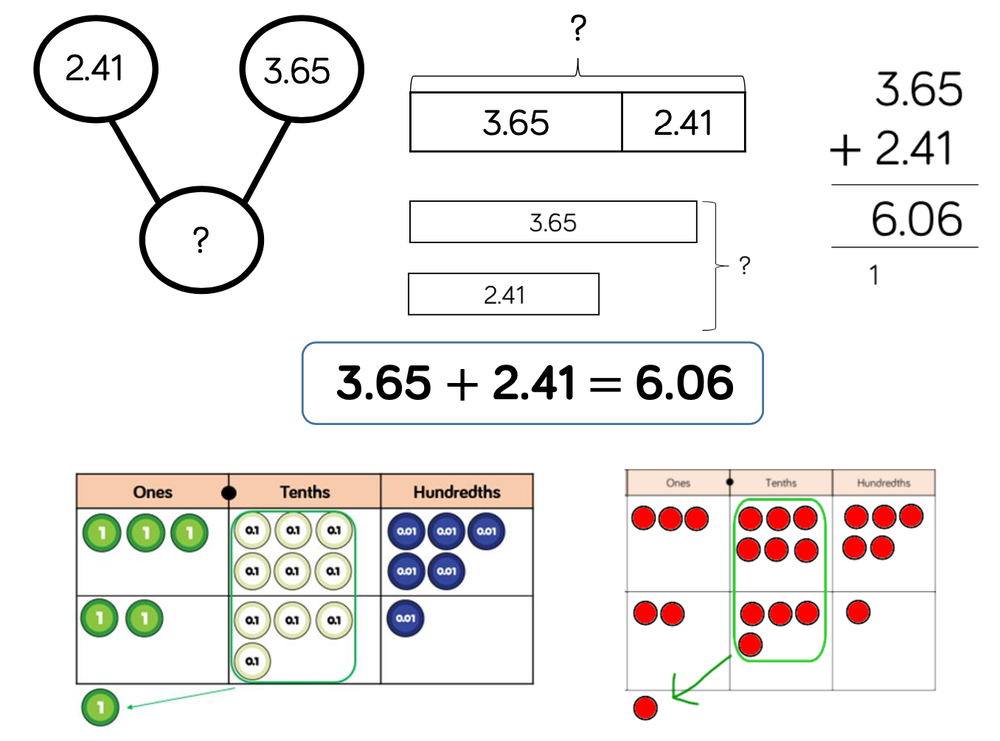 2.41
3.65
?
?
3.65 2.41
3.65
2.41
?
3.65
+ 2.41
6.06
1
3.65 + 2.41 = 6.06
Ones Tenths Hundredths
1 1 1 0.1 0.1 0.1 0.01 0.01 0.01
0.1 0.1 0.1 0.01 0.01
1 1 0.1 0.1 0.1 0.01
0.1
1
Ones Tenths Hundredths